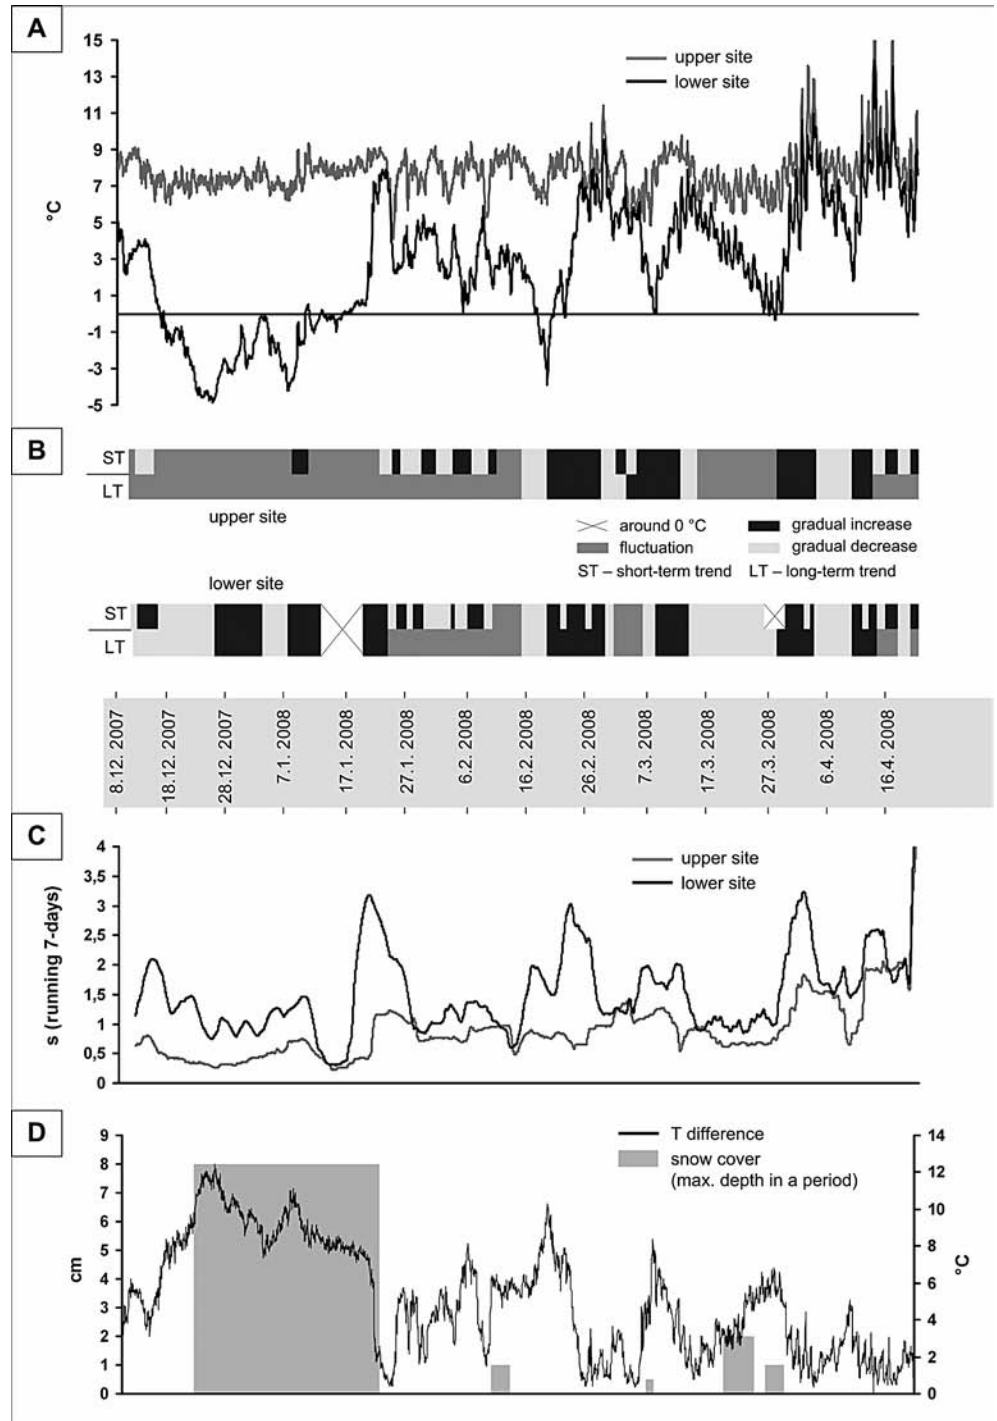 A
°C
15
13
11
9
7
5
3
1
-1
-3
-5
upper site
lower site
B
ST
LT
upper site
around 0 °C
gradual increase
fluctuation
gradual decrease
ST – short-term trend
LT – long-term trend
lower site
ST
LT
8.12. 2007
18.12. 2007
28.12. 2007
7.1. 2008
17.1. 2008
27.1. 2008
6.2. 2008
16.2. 2008
26.2. 2008
7.3. 2008
17.3. 2008
27.3. 2008
6.4. 2008
16.4. 2008
C
s (running 7-days)
4
3,5
3
2,5
2
1,5
1
0,5
0
upper site
lower site
D
cm
9
8
7
6
5
4
3
2
1
0
T difference
snow cover
(max. depth in a period)
14
12
10
8
6
4
2
0
°C